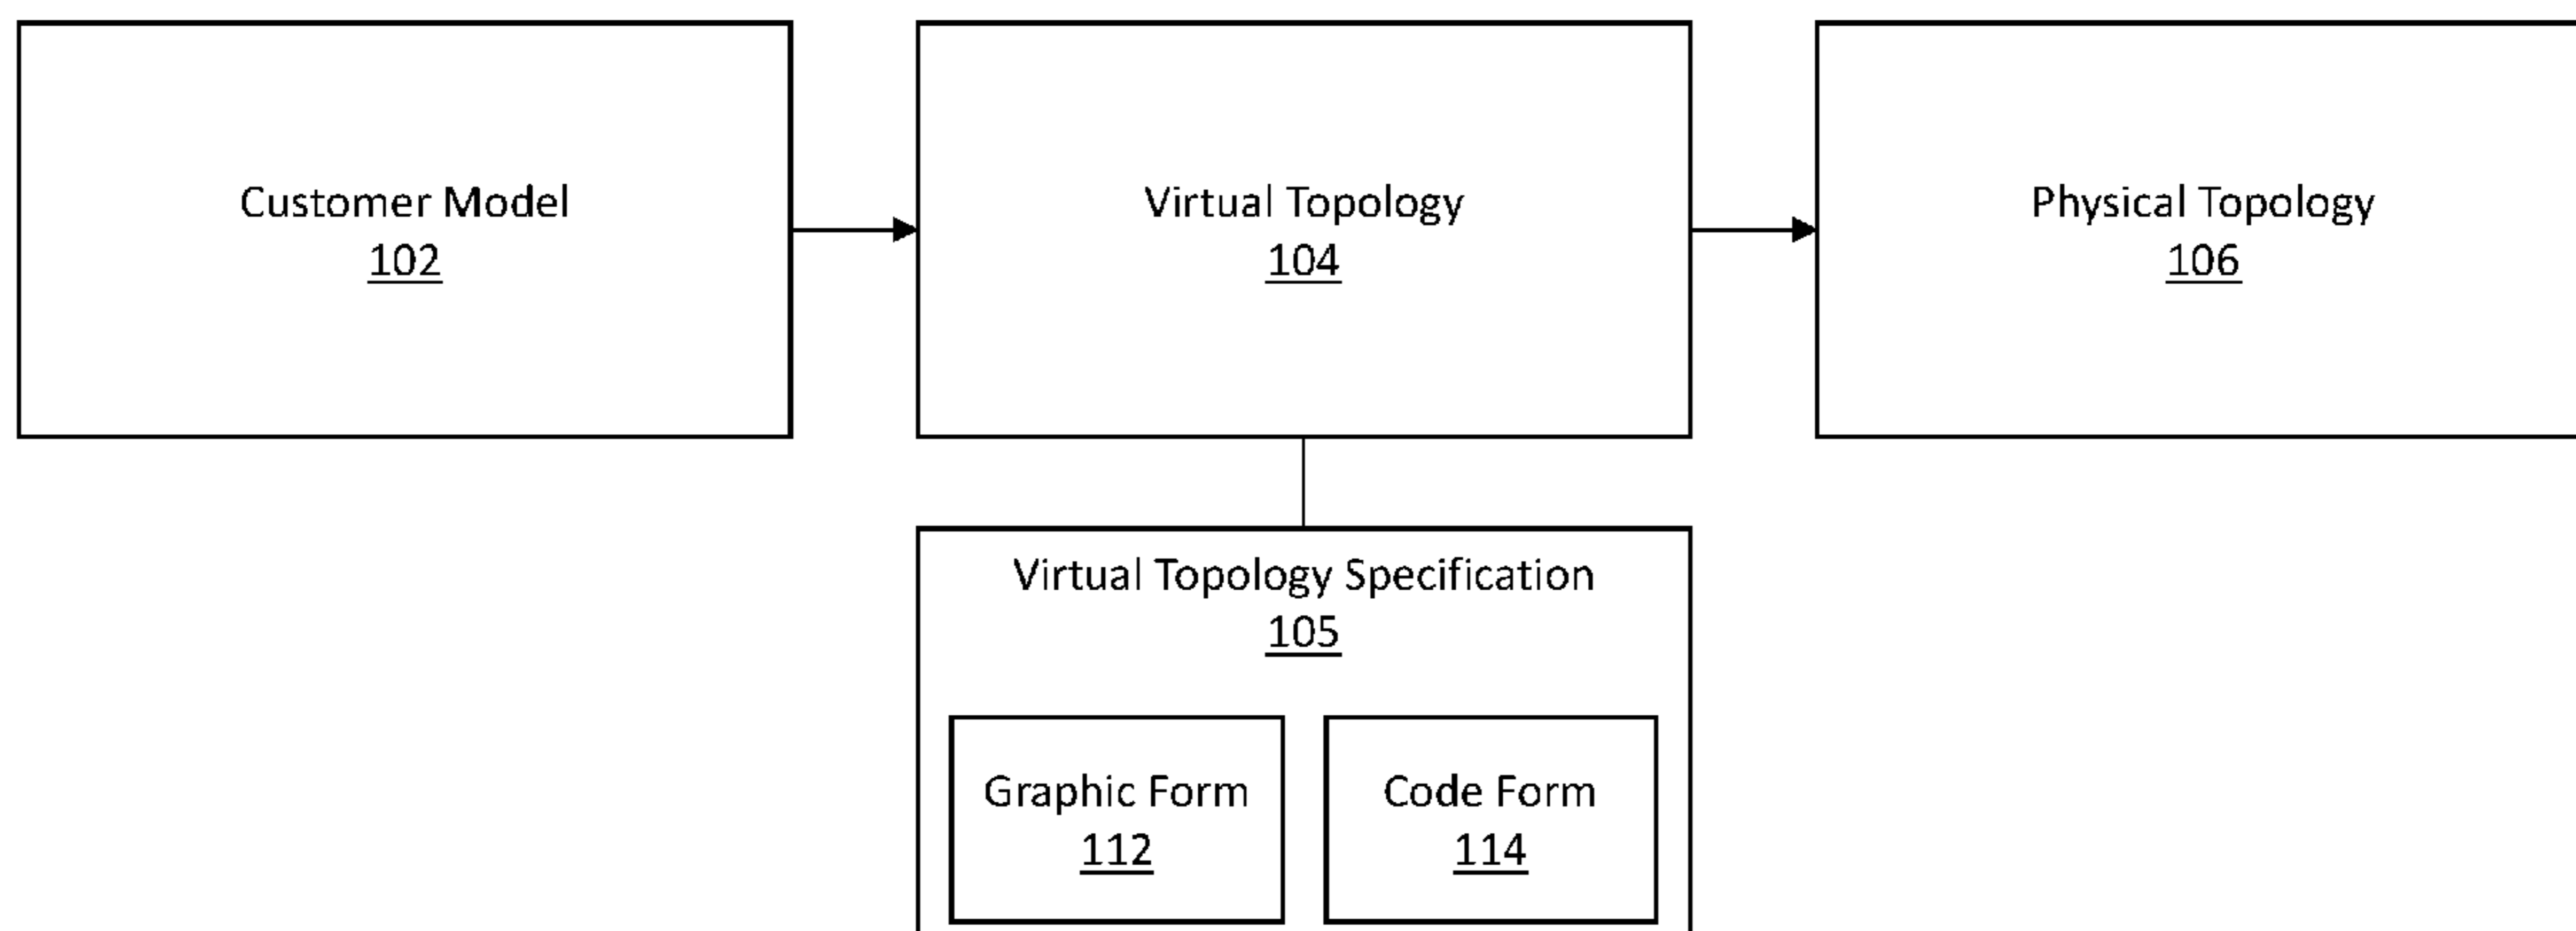 Customer Model
102
Virtual Topology
104
Physical Topology
106
Virtual Topology Specification
105
Graphic Form
112
Code Form
114